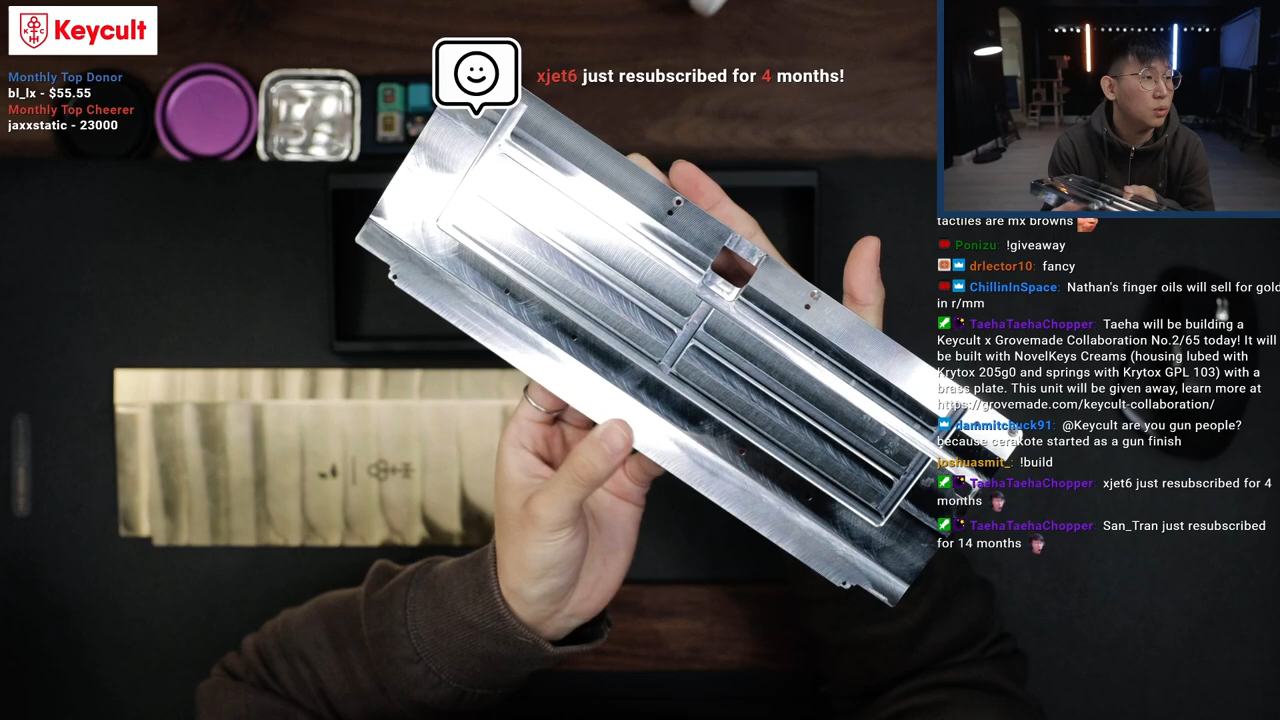 Keycult
Monthly Top Donor
bl_lx - $55.55
Monthly Top Cheerer
jaxxstatic - 23000
xjet6 just resubscribed for 4 months!
tactiles are mx browns
Ponizu: !giveaway
drlector10: fancy
ChillinInSpace: Nathan's finger oils will sell for gold
in r/mm
TaehaTaehaChopper: Taeha will be building a
Keycult x Grovemade Collaboration No.2/65 today! It will
be built with NovelKeys Creams (housing lubed with
Krytox 205g0 and springs with Krytox GPL 103) with a
brass plate. This unit will be given away, learn more at
https://grovemade.com/keycult-collaboration/
dammitchuck91: @Keycult are you gun people?
because cerakote started as a gun finish
joshuasmit_: !build
TaehaTaehaChopper: xjet6 just resubscribed for 4
months
TaehaTaehaChopper: San_Tran just resubscribed
for 14 months